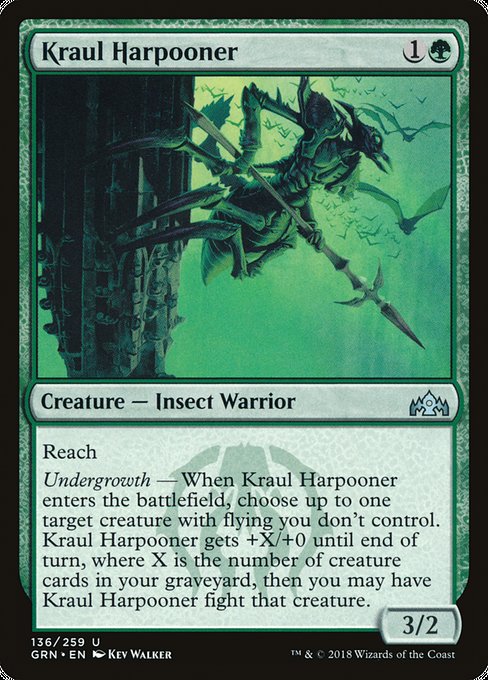 Kraul Harpooner 1
Creature — Insect Warrior
Reach
Undergrowth — When Kraul Harpooner
enters the battlefield, choose up to one
target creature with flying you don't control.
Kraul Harpooner gets +X/+0 until end of
turn, where X is the number of creature
cards in your graveyard, then you may have
Kraul Harpooner fight that creature.
3/2
136/259 U
GRN • EN Kev Walker
™ & © 2018 Wizards of the Coast